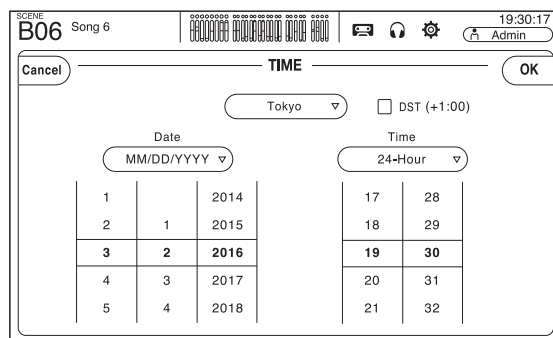 SCENE
B06 Song 6
19:30:17
Admin
Cancel
TIME
OK
Tokyo
DST (+1:00)
Date
Time
MM/DD/YYYY
24-Hour
1 2014 17 28
2 1 2015 18 29
3 2 2016 19 30
4 3 2017 20 31
5 4 2018 21 32